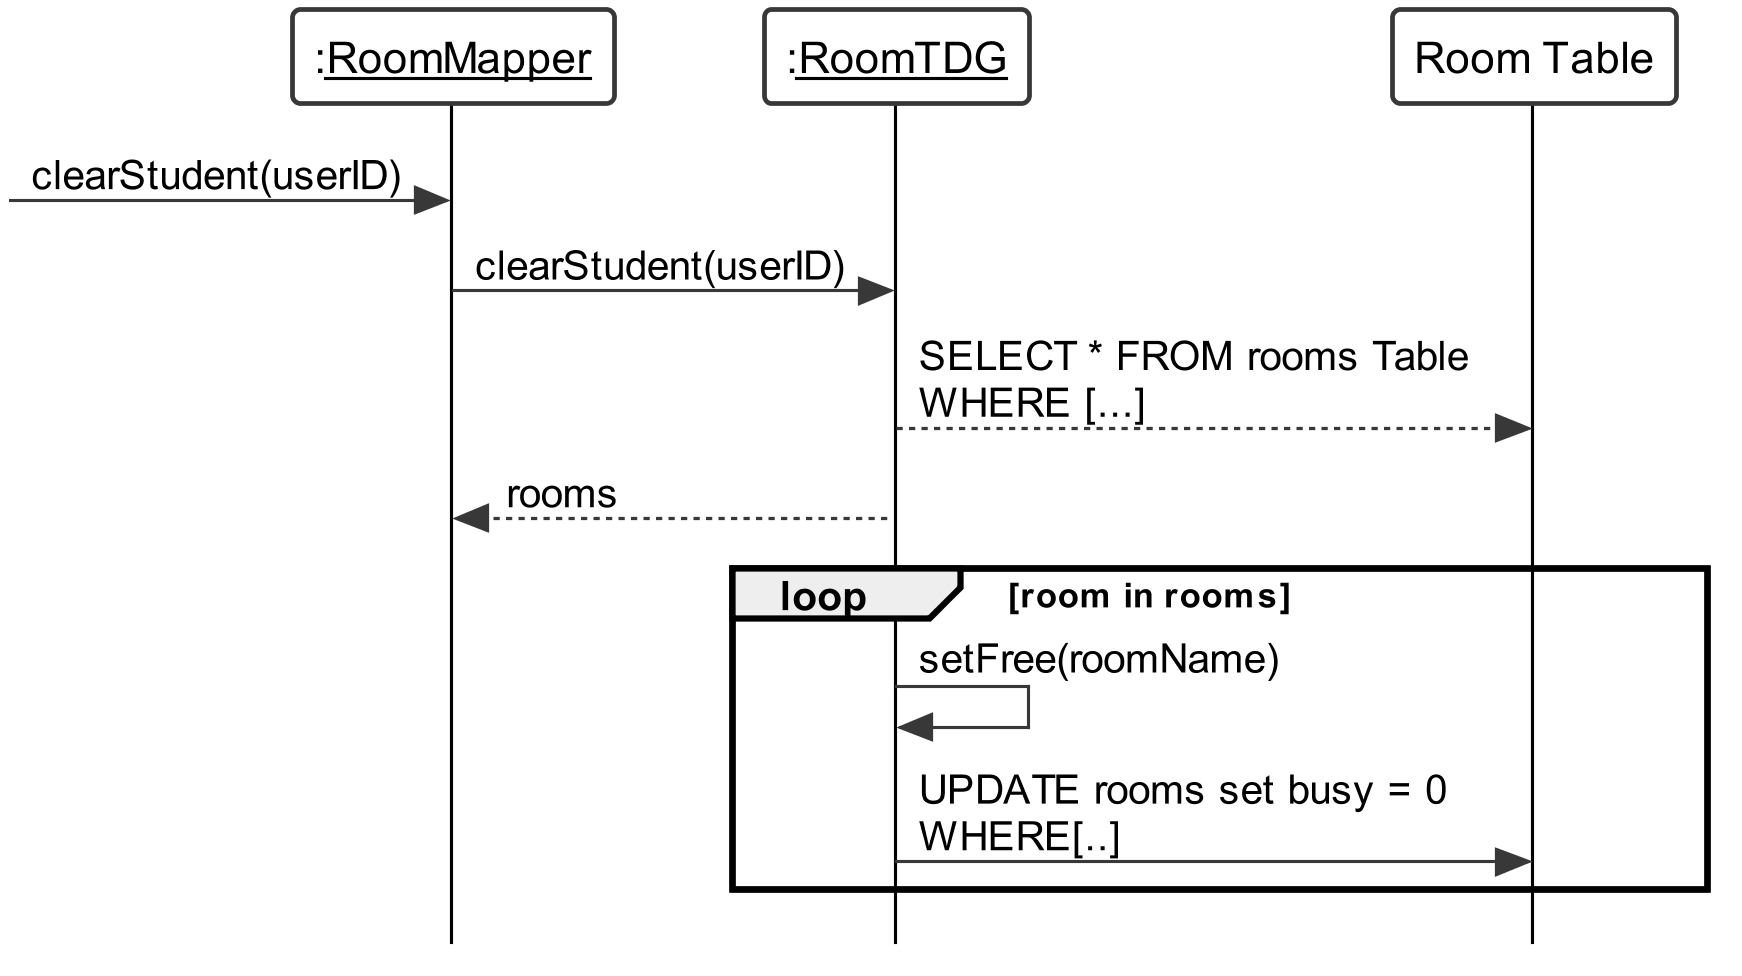 :RoomMapper
:RoomTDG
Room Table
clearStudent(userID)
clearStudent(userID)
SELECT * FROM rooms Table
WHERE [...]
rooms
loop
[room in rooms]
setFree(roomName)
UPDATE rooms set busy = 0
WHERE[..]